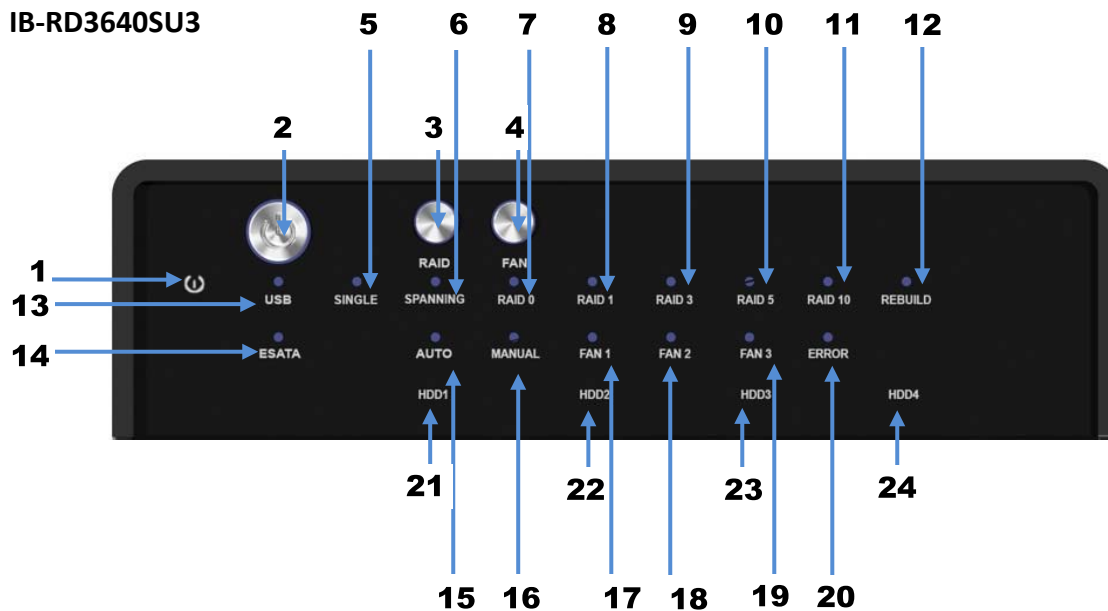 IB-RD3640SU3
5 6 7 8 9 10 11 12
2 3 4
RAID FAN
1
13 USB SINGLE SPANNING RAID 0 RAID 1 RAID 3 RAID 5 RAID 10 REBUILD
14 ESATA AUTO MANUAL FAN 1 FAN 2 FAN 3 ERROR
HDD1 HDD2 HDD3 HDD4
21 22 23 24
15 16 17 18 19 20